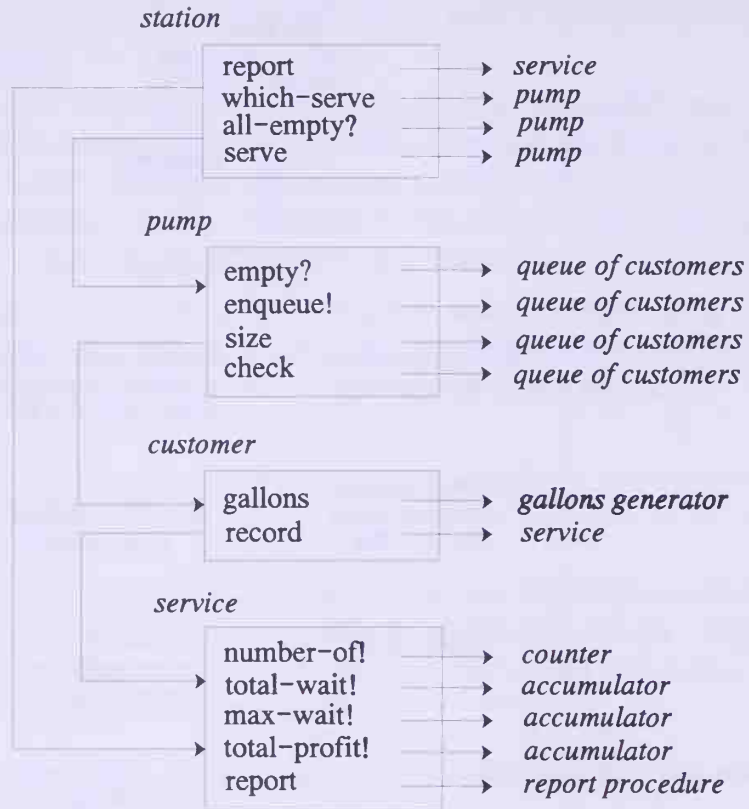 station
report service
which-serve pump
all-empty? pump
serve pump
pump
empty? queue of customers
enqueue! queue of customers
size queue of customers
check queue of customers
customer
gallons gallons generator
record service
service
number-of! counter
total-wait! accumulator
max-wait! accumulator
total-profit! accumulator
report report procedure